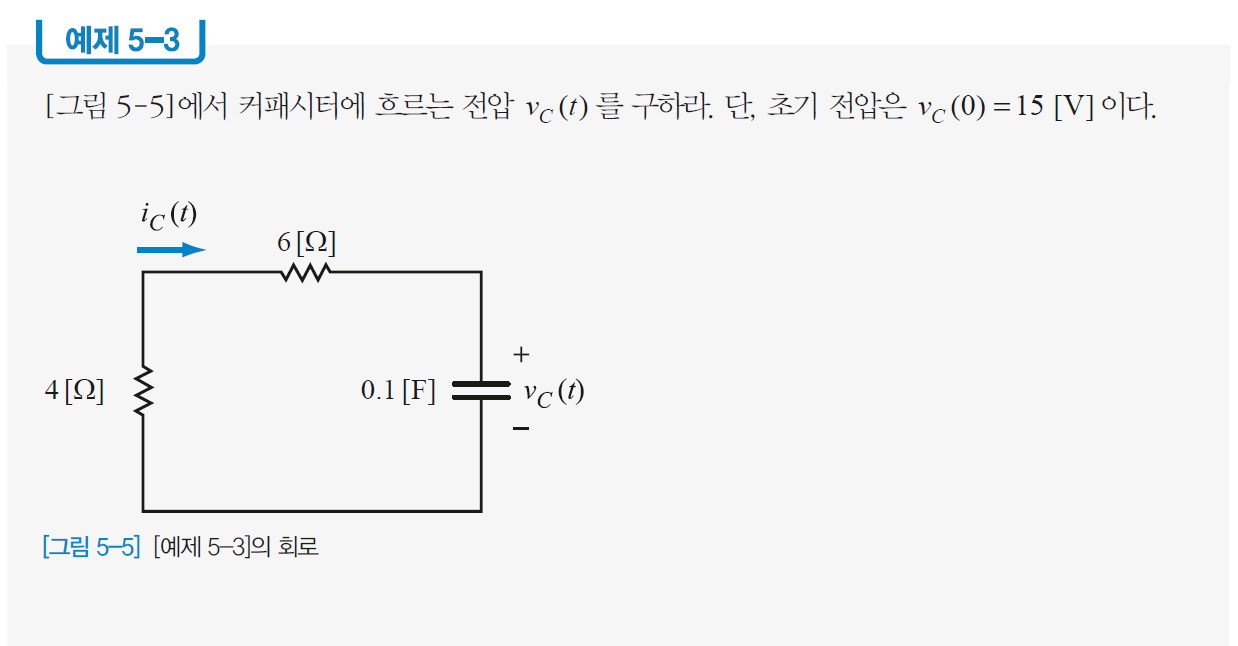 예제 5–3
[그림 5-5]에서 커패시터에 흐르는 전압 v_C(t)를 구하라. 단, 초기 전압은 v_C(0)=15 [V]이다.
i_C(t)
6[Ω]
+
4[Ω]
0.1[F]
v_C(t)
−
[그림 5–5] [예제 5–3]의 회로